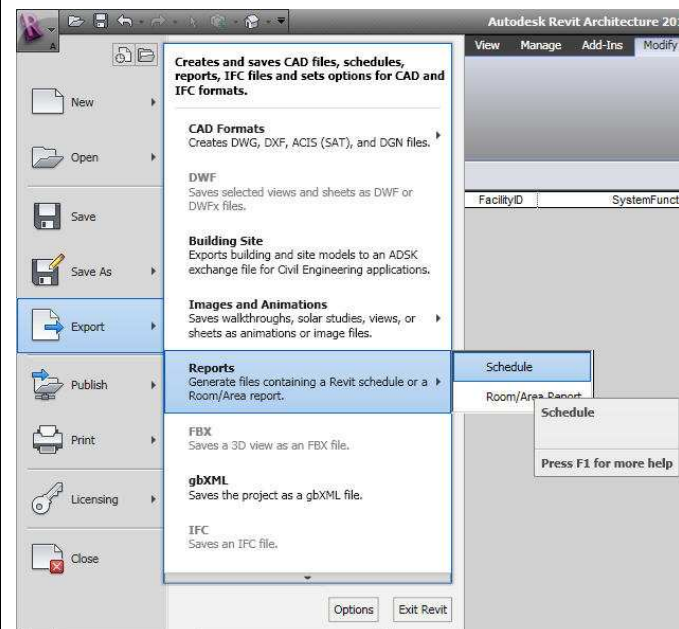 Autodesk Revit Architecture 20
View Manage Add-Ins Modify
Creates and saves CAD files, schedules,
reports, IFC files and sets options for CAD and
IFC formats.
New
CAD Formats
Creates DWG, DXF, ACIS (SAT), and DGN files.
Open
DWF
Saves selected views and sheets as DWF or
DWFx files.
FacilityID SystemFunct
Save
Building Site
Exports building and site models to an ADSK
exchange file for Civil Engineering applications.
Save As
Images and Animations
Saves walkthroughs, solar studies, views, or
sheets as animations or image files.
Export
Reports
Generate files containing a Revit schedule or a
Room/Area report.
Schedule
Room/Area Report
Schedule
Press F1 for more help
Publish
FBX
Saves a 3D view as an FBX file.
Print
gbXML
Saves the project as a gbXML file.
Licensing
IFC
Saves an IFC file.
Close
Options Exit Revit